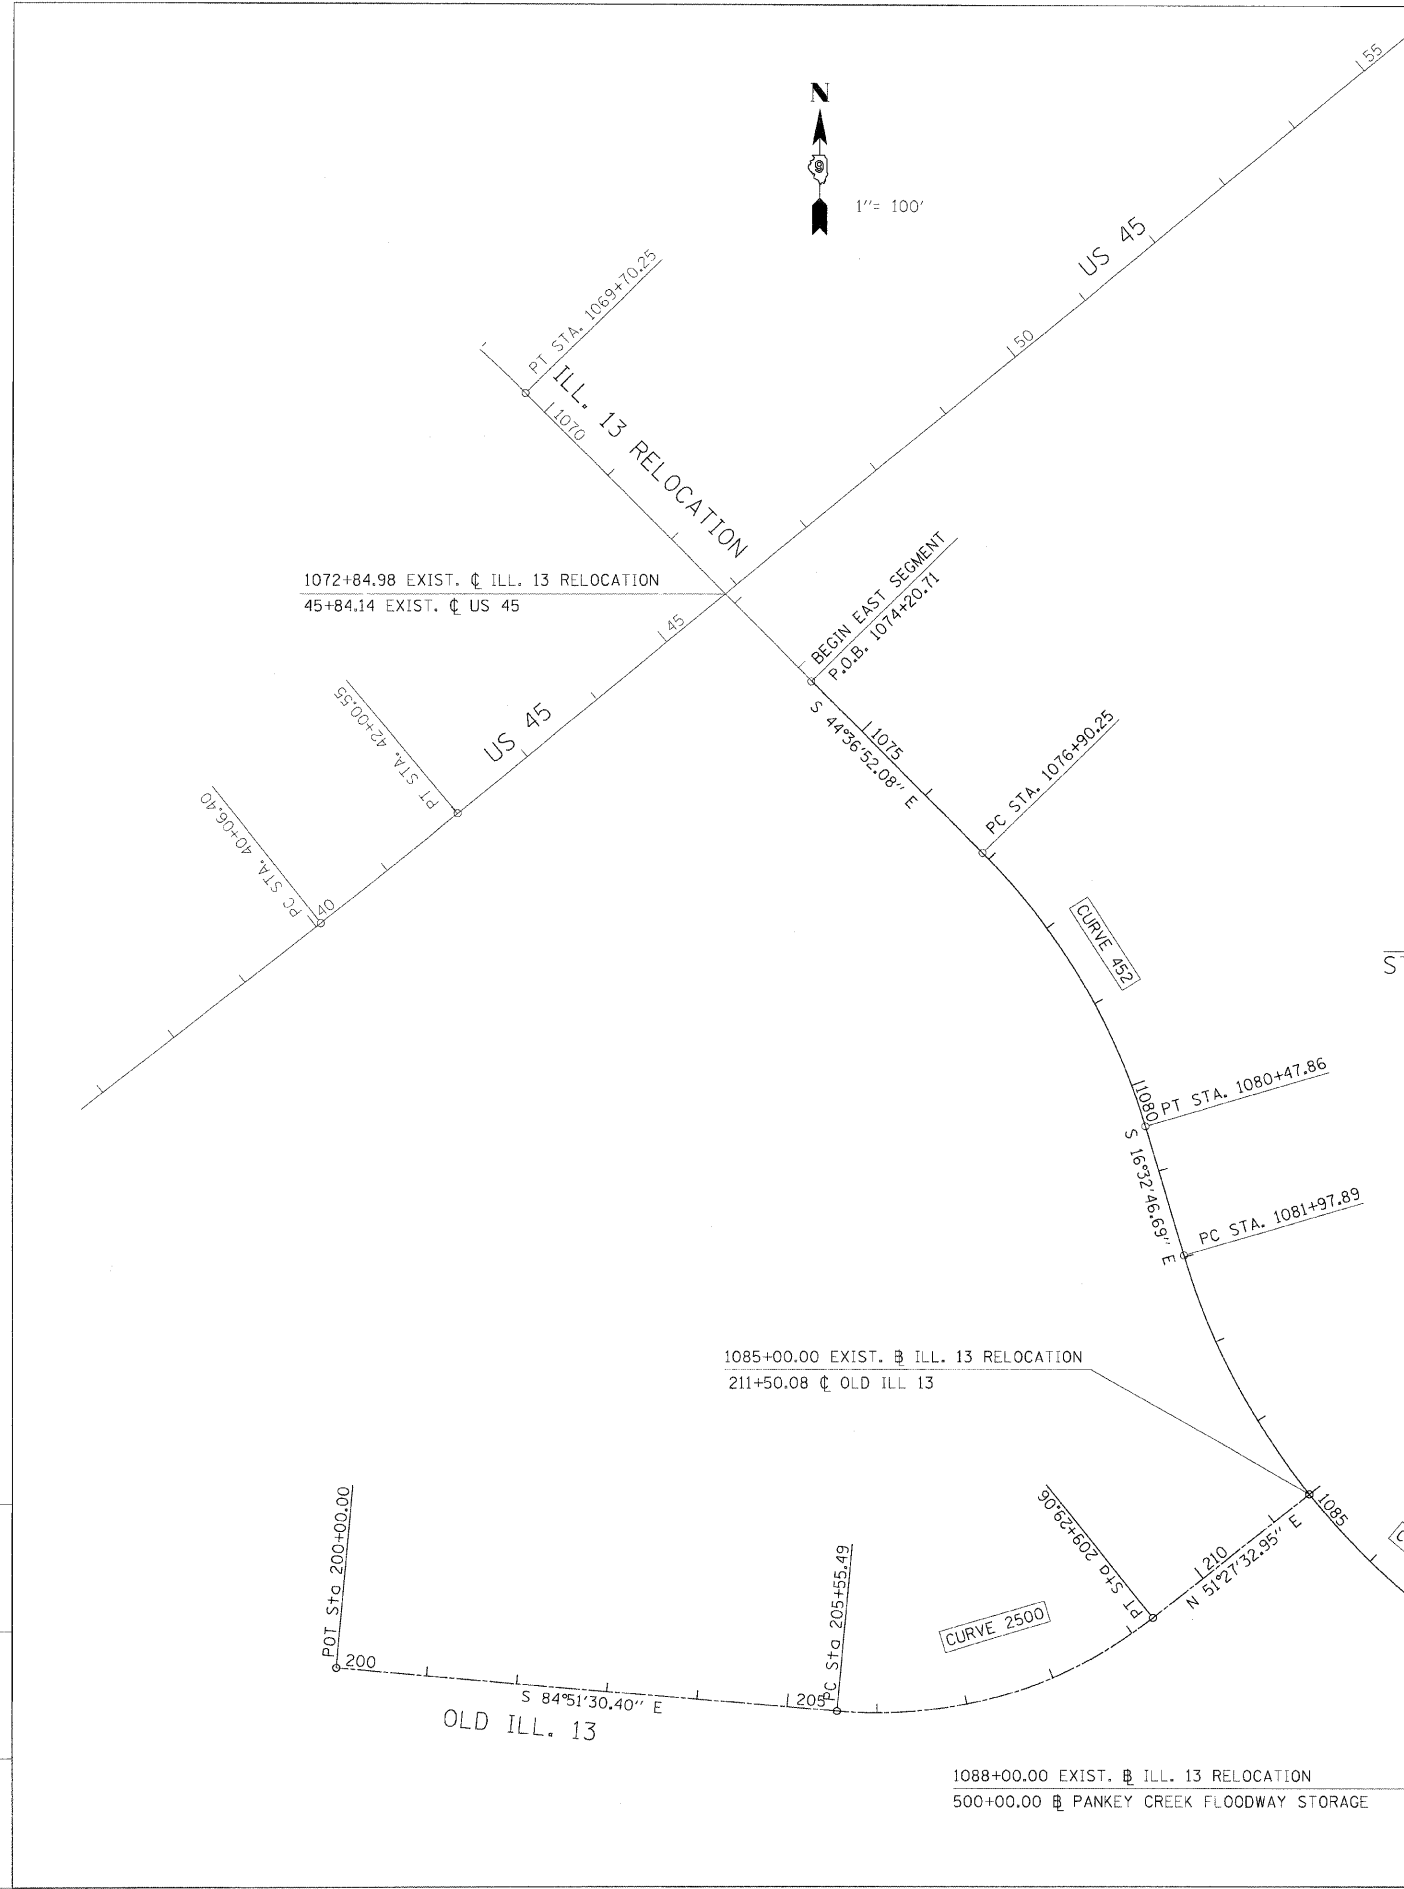 55
N
9
1"= 100'
US 45
PT STA. 1069+70.25
50
ILL. 13 RELOCATION
1070
BEGIN EAST SEGMENT
P.O.B. 1074+20.71
1072+84.98 EXIST. ℄ ILL. 13 RELOCATION
45+84.14 EXIST. ℄ US 45
45
PT STA. 42+00.55
US 45
S 44°36'52.08" E
1075
PC STA. 1076+90.25
PC STA. 40+06.40
40
CURVE 452
1080
PT STA. 1080+47.86
S 16°32'46.69" E
PC STA. 1081+97.89
1085+00.00 EXIST. B͟L ILL. 13 RELOCATION
211+50.08 ℄ OLD ILL 13
POT Sta 200+00.00
PC Sta 205+55.49
PT Sta 209+29.06
1085
210
N 51°27'32.95" E
CURVE 2500
200
S 84°51'30.40" E
205
OLD ILL. 13
1088+00.00 EXIST. B͟L ILL. 13 RELOCATION
500+00.00 B͟L PANKEY CREEK FLOODWAY STORAGE